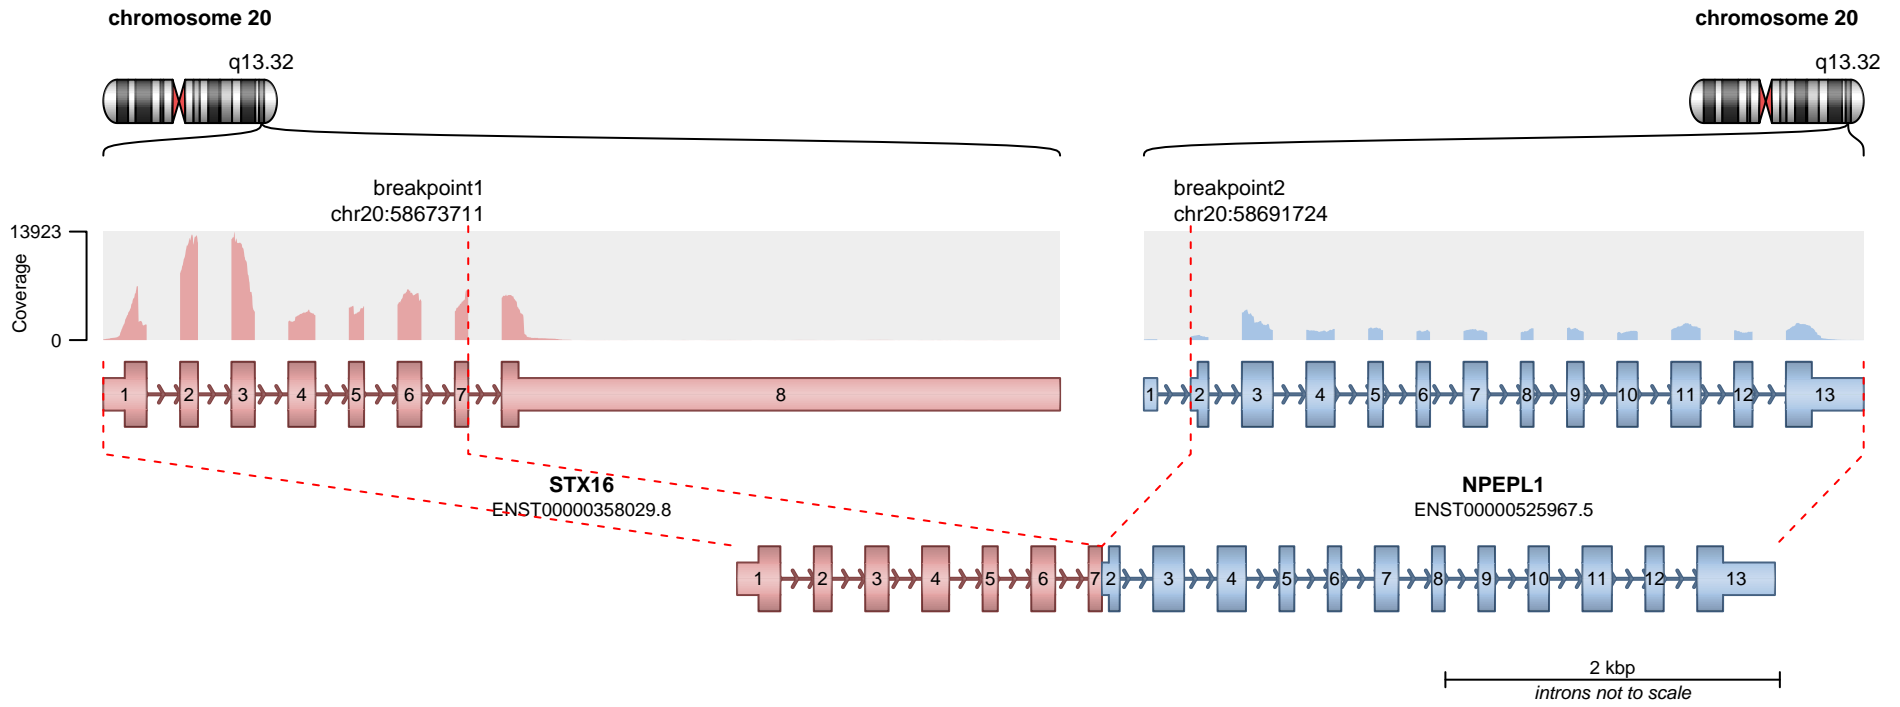 chromosome 20
chromosome 20
q13.32
q13.32
breakpoint1
chr20:58673711
breakpoint2
chr20:58691724
13923
Coverage
0
1 2 3 4 5 6 7 8
1 2 3 4 5 6 7 8 9 10 11 12 13
STX16
ENST00000358029.8
NPEPL1
ENST00000525967.5
1 2 3 4 5 6 7 2 3 4 5 6 7 8 9 10 11 12 13
2 kbp
introns not to scale